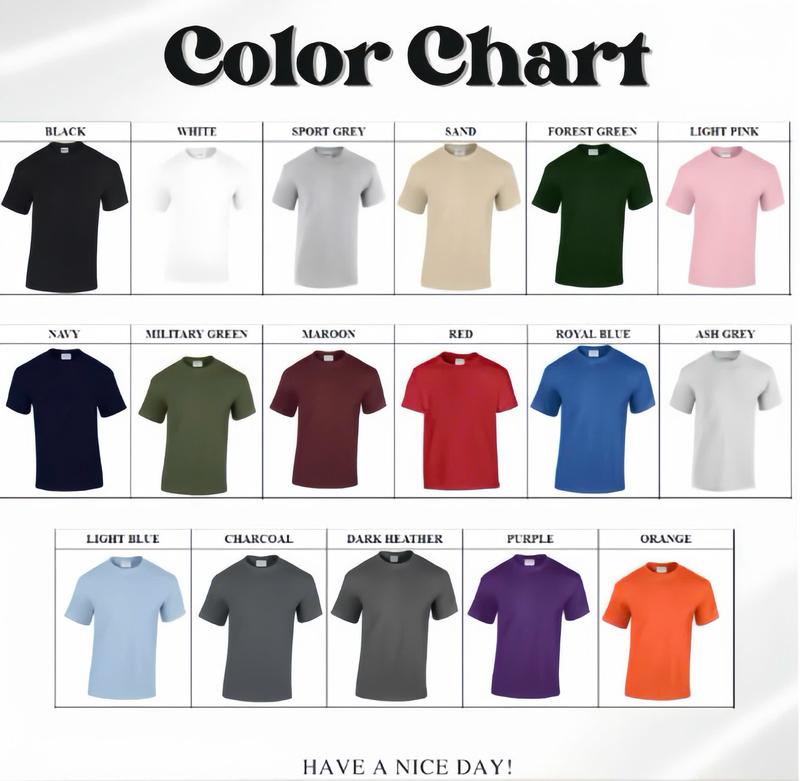 Color Chart
BLACK WHITE SPORT GREY SAND FOREST GREEN LIGHT PINK
NAVY MILITARY GREEN MAROON RED ROYAL BLUE ASH GREY
LIGHT BLUE CHARCOAL DARK HEATHER PURPLE ORANGE
HAVE A NICE DAY!